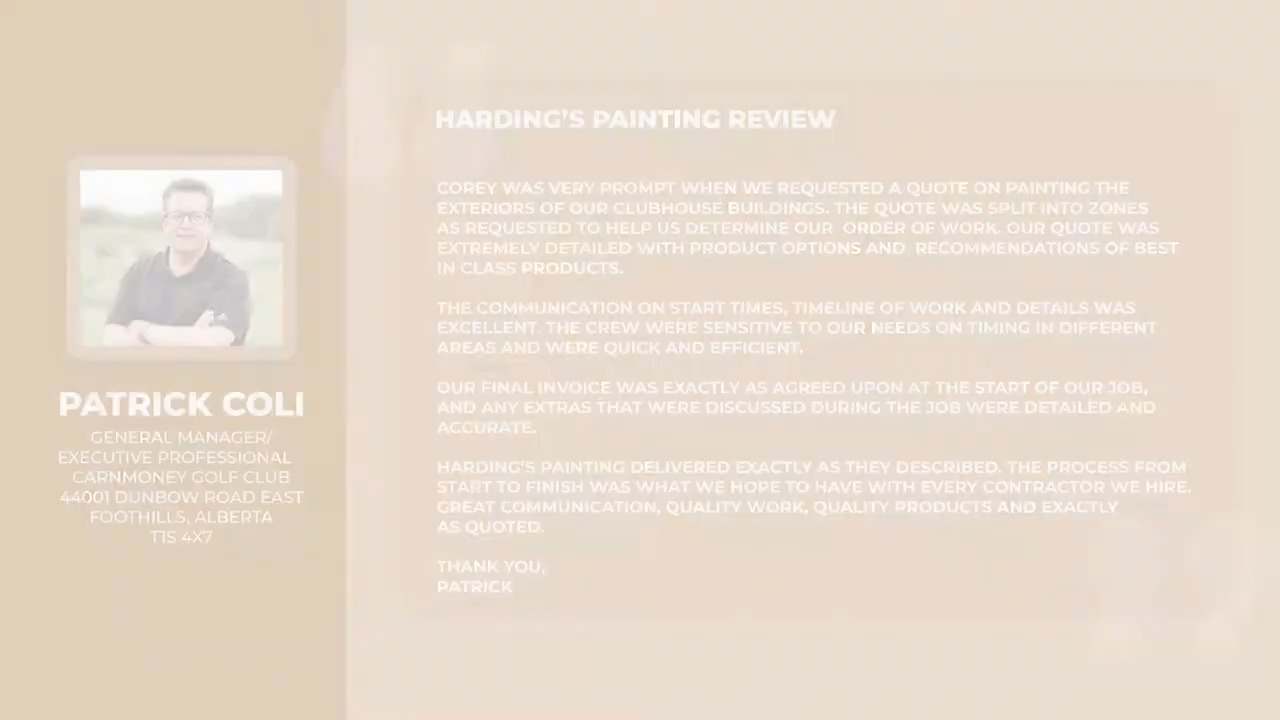 HARDING'S PAINTING REVIEW
COREY WAS VERY PROMPT WHEN WE REQUESTED A QUOTE ON PAINTING THE
EXTERIORS OF OUR CLUBHOUSE BUILDINGS. THE QUOTE WAS SPLIT INTO ZONES
AS REQUESTED TO HELP US DETERMINE OUR ORDER OF WORK. OUR QUOTE WAS
EXTREMELY DETAILED WITH PRODUCT OPTIONS AND RECOMMENDATIONS OF BEST
IN CLASS PRODUCTS.
THE COMMUNICATION ON START TIMES, TIMELINE OF WORK AND DETAILS WAS
EXCELLENT. THE CREW WERE SENSITIVE TO OUR NEEDS ON TIMING IN DIFFERENT
AREAS AND WERE QUICK AND EFFICIENT.
OUR FINAL INVOICE WAS EXACTLY AS AGREED UPON AT THE START OF OUR JOB,
AND ANY EXTRAS THAT WERE DISCUSSED DURING THE JOB WERE DETAILED AND
ACCURATE.
HARDING'S PAINTING DELIVERED EXACTLY AS THEY DESCRIBED. THE PROCESS FROM
START TO FINISH WAS WHAT WE HOPE TO HAVE WITH EVERY CONTRACTOR WE HIRE.
GREAT COMMUNICATION, QUALITY WORK, QUALITY PRODUCTS AND EXACTLY
AS QUOTED.
THANK YOU,
PATRICK
PATRICK COLI
GENERAL MANAGER/
EXECUTIVE PROFESSIONAL
CARNMONEY GOLF CLUB
44001 DUNBOW ROAD EAST
FOOTHILLS, ALBERTA
T1S 4X7